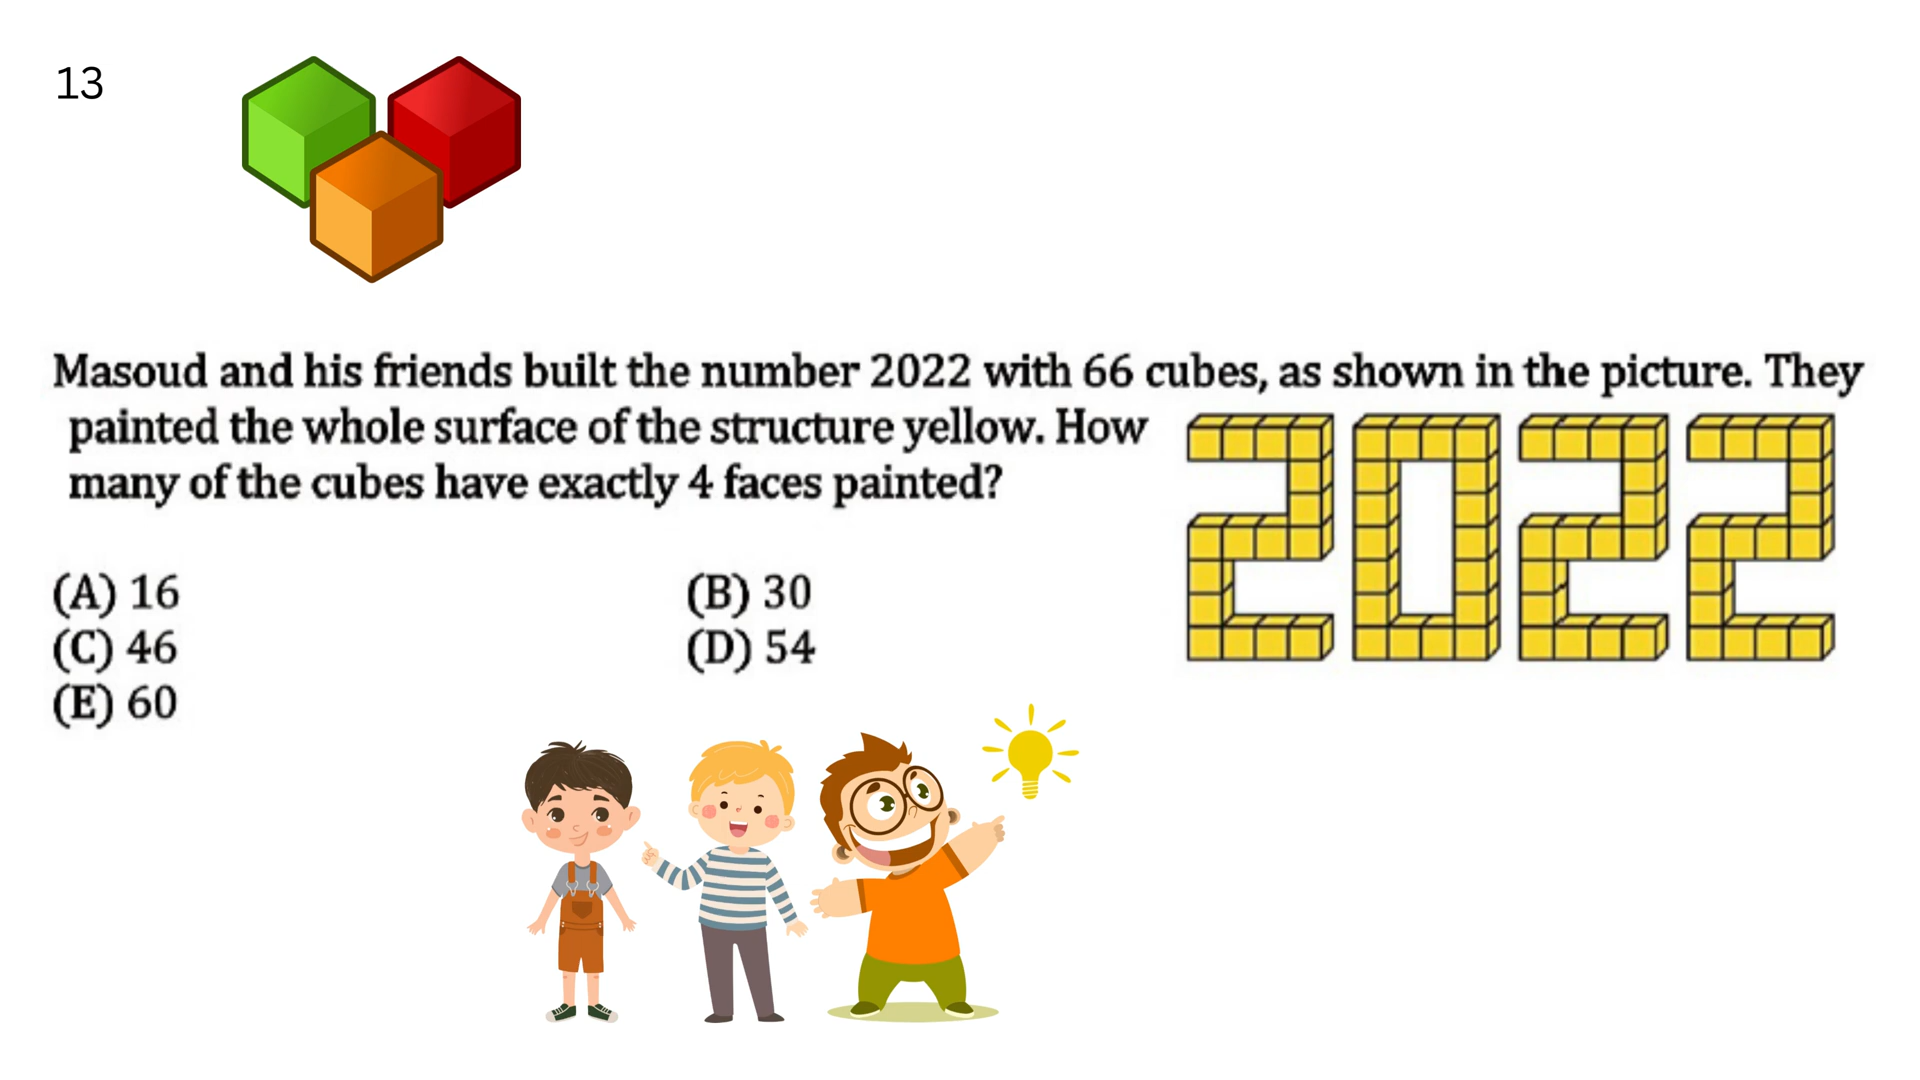 13
Masoud and his friends built the number 2022 with 66 cubes, as shown in the picture. They
painted the whole surface of the structure yellow. How
many of the cubes have exactly 4 faces painted?
2022
(A) 16
(B) 30
(C) 46
(D) 54
(E) 60